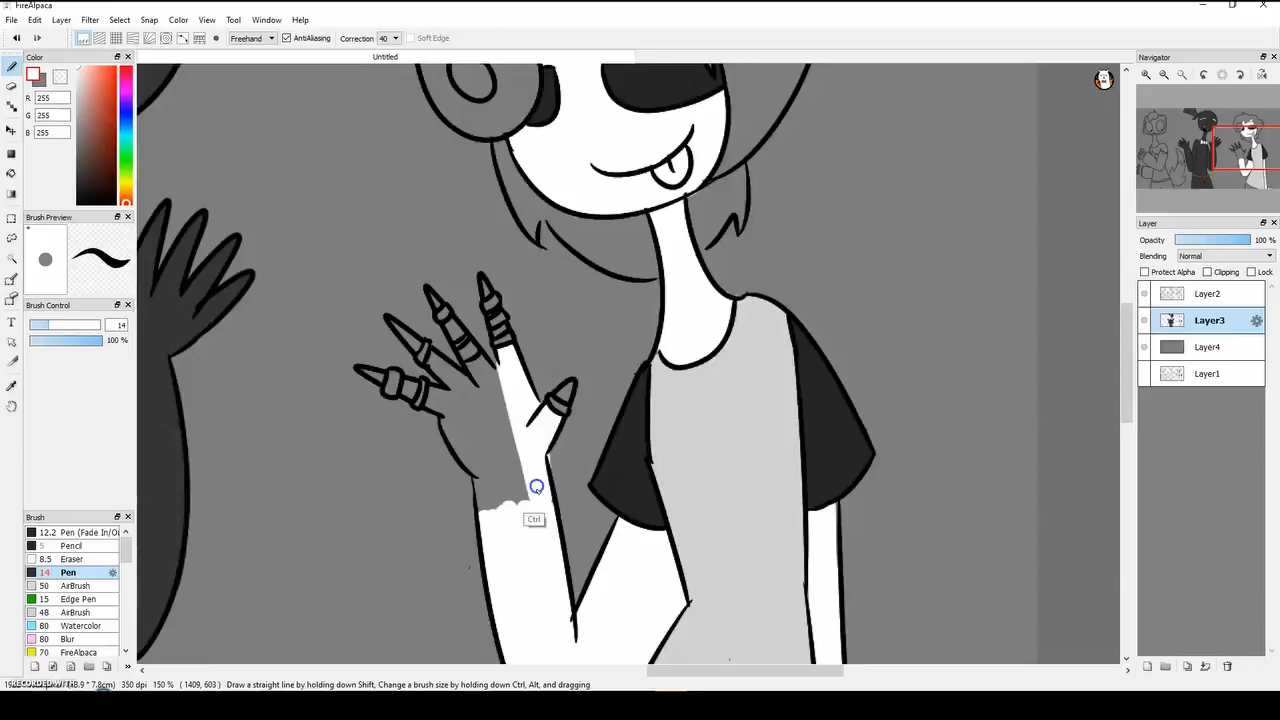 FireAlpaca
File Edit Layer Filter Select Snap Color View Tool Window Help
off Freehand AntiAliasing Correction 40 Soft Edge
Untitled
Color
R 255
G 255
B 255
Brush Preview
Brush Control
14
100 %
Brush
12.2 Pen (Fade In/Ou
5 Pencil
8.5 Eraser
14 Pen
50 AirBrush
15 Edge Pen
48 AirBrush
80 Watercolor
80 Blur
70 FireAlpaca
Ctrl
Navigator
Layer
Opacity 100 %
Blending Normal
Protect Alpha Clipping Lock
Layer2
Layer3
Layer4
Layer1
350 dpi 150 % ( 1409, 603 ) Draw a straight line by holding down Shift, Change a brush size by holding down Ctrl, Alt, and dragging
RECORDED WITH